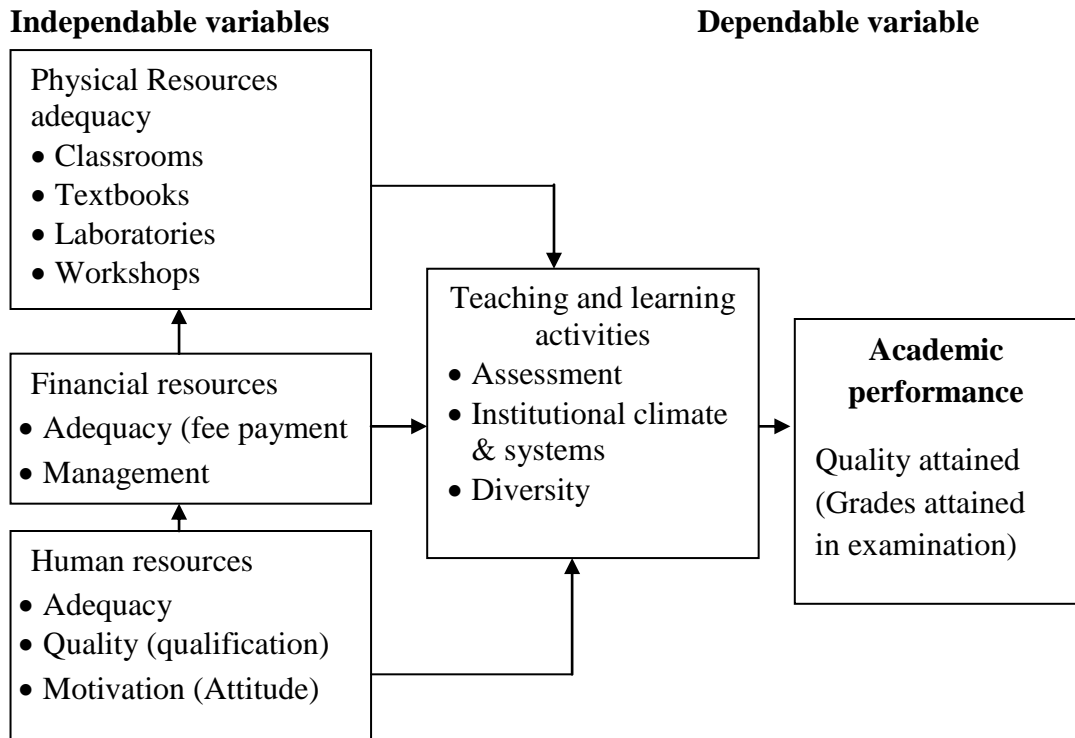 Independable variables
Dependable variable
Physical Resources
adequacy
• Classrooms
• Textbooks
• Laboratories
• Workshops
Financial resources
• Adequacy (fee payment
• Management
Human resources
• Adequacy
• Quality (qualification)
• Motivation (Attitude)
Teaching and learning
activities
• Assessment
• Institutional climate
& systems
• Diversity
Academic
performance
Quality attained
(Grades attained
in examination)